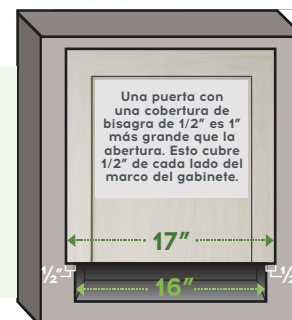 Una puerta con
una cobertura de
bisagra de 1/2” es 1”
más grande que la
abertura. Esto cubre
1/2” de cada lado del
marco del gabinete.
17”
½”
½
16”